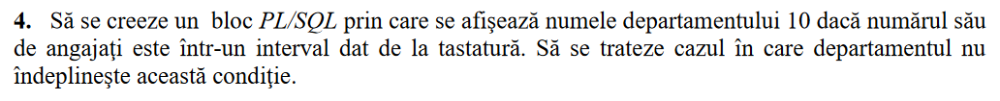 4. Să se creeze un bloc PL/SQL prin care se afişează numele departamentului 10 dacă numărul său
de angajaţi este într-un interval dat de la tastatură. Să se trateze cazul în care departamentul nu
îndeplineşte această condiţie.